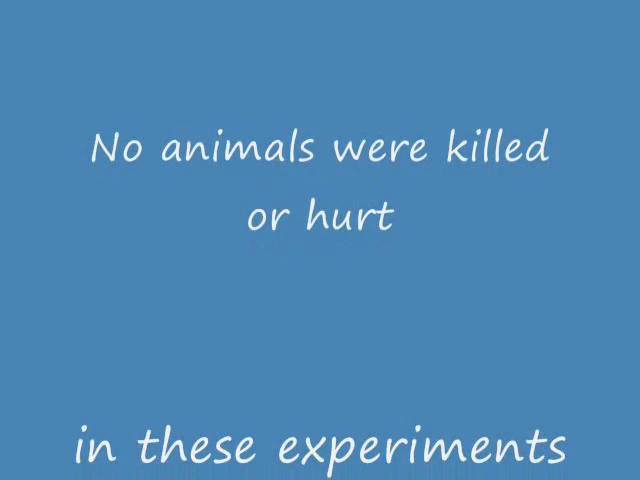 No animals were killed
or hurt
in these experiments